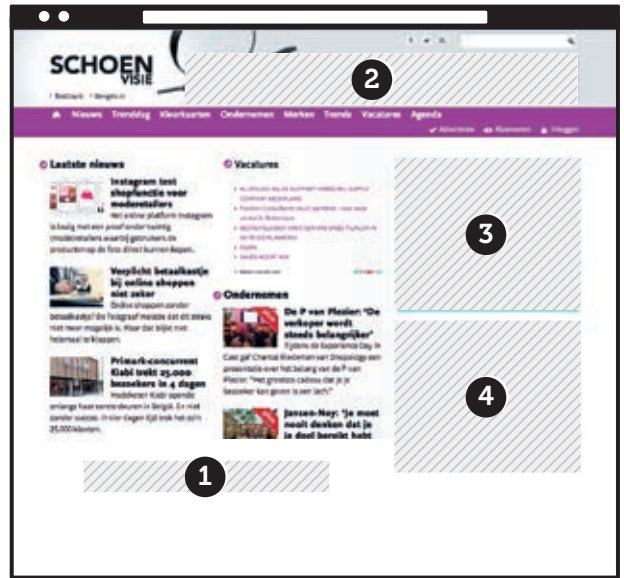 SCHOEN
VISIE
2
Nieuws Trenddag Kleurkaarten Ondernemen Merken Trends Vacatures Agenda
Adverteren Abonneren Inloggen
Laatste nieuws
Instagram test
shopfunctie voor
moderetailers
Het online platform Instagram
is bezig met een proef onder twintig
(mode)retailers waarbij gebruikers de
producten op de foto direct kunnen kopen.
Verplicht betaalkastje
bij online shoppen
niet zeker
Online shoppen zonder
betaalkastje? De Telegraaf meldde dat dit straks
niet meer mogelijk is. Maar dat blijkt niet
helemaal te kloppen.
Primark-concurrent
Kiabi trekt 25.000
bezoekers in 4 dagen
Modeketen Kiabi opende
onlangs haar eerste deuren in België. En niet
zonder succes. In vier dagen tijd trok het zo'n
25.000 klanten.
Vacatures
Ondernemen
De P van Plezier: 'De
verkoper wordt
steeds belangrijker'
Tijdens de Experience Day in
Cast gaf Chantal Riedeman van Shopology een
presentatie over het belang van de P van
Plezier. "Het grootste cadeau dat je je
bezoeker kan geven is een lach."
Jansen-Noy: 'Je moet
nooit denken dat je
je doel bereikt hebt
3
4
1